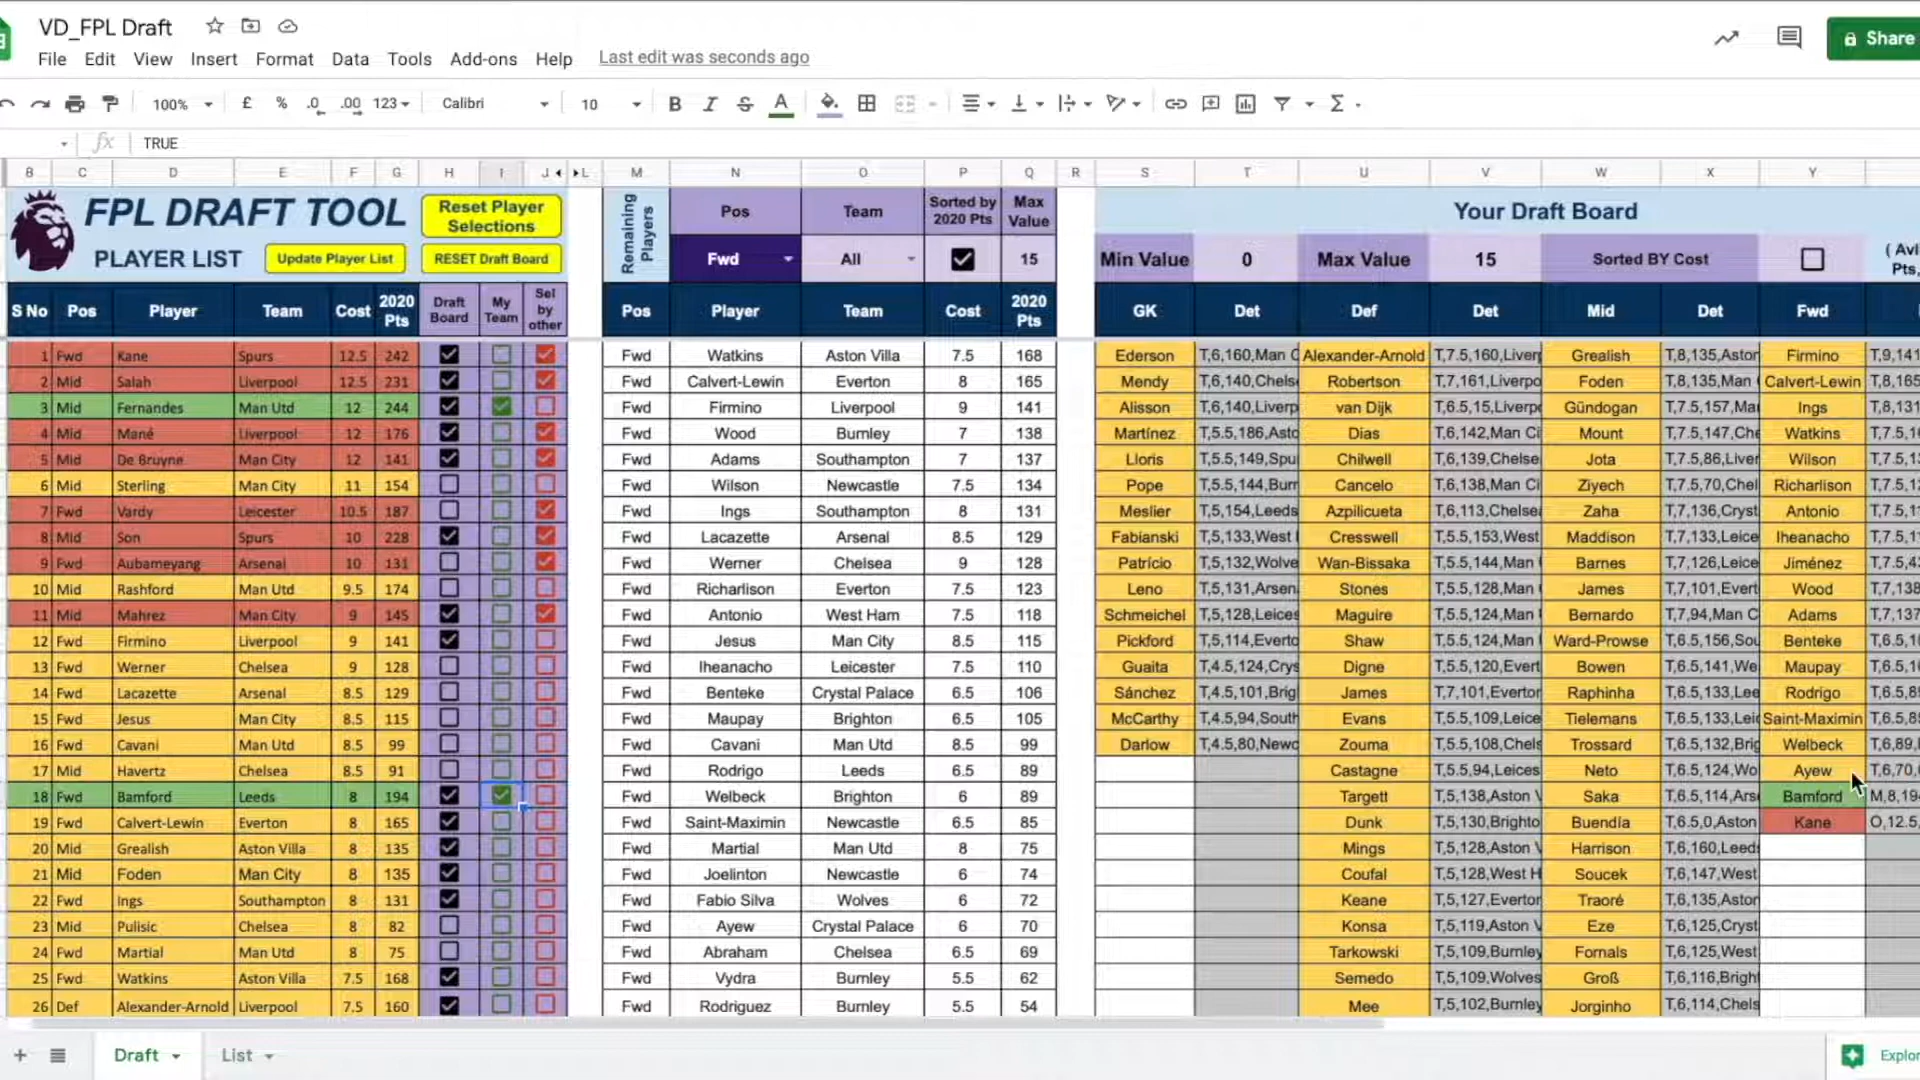 VD_FPL Draft
File Edit View Insert Format Data Tools Add-ons Help Last edit was seconds ago
Share
100% £ % .0 .00 123 Calibri 10 B I S A
fx TRUE
B C D E F G H I J L M N O P Q R S T U V W X Y
FPL DRAFT TOOL
PLAYER LIST
Update Player List
Reset Player Selections
RESET Draft Board
Remaining Players
Pos Team Sorted by 2020 Pts Max Value
Fwd All 15
Your Draft Board
Min Value 0 Max Value 15 Sorted BY Cost
S No Pos Player Team Cost 2020 Pts Draft Board My Team Sel by other
1 Fwd Kane Spurs 12.5 242
2 Mid Salah Liverpool 12.5 231
3 Mid Fernandes Man Utd 12 244
4 Mid Mané Liverpool 12 176
5 Mid De Bruyne Man City 12 141
6 Mid Sterling Man City 11 154
7 Fwd Vardy Leicester 10.5 187
8 Mid Son Spurs 10 228
9 Fwd Aubameyang Arsenal 10 131
10 Mid Rashford Man Utd 9.5 174
11 Mid Mahrez Man City 9 145
12 Fwd Firmino Liverpool 9 141
13 Fwd Werner Chelsea 9 128
14 Fwd Lacazette Arsenal 8.5 129
15 Fwd Jesus Man City 8.5 115
16 Fwd Cavani Man Utd 8.5 99
17 Mid Havertz Chelsea 8.5 91
18 Fwd Bamford Leeds 8 194
19 Fwd Calvert-Lewin Everton 8 165
20 Mid Grealish Aston Villa 8 135
21 Mid Foden Man City 8 135
22 Fwd Ings Southampton 8 131
23 Mid Pulisic Chelsea 8 82
24 Fwd Martial Man Utd 8 75
25 Fwd Watkins Aston Villa 7.5 168
26 Def Alexander-Arnold Liverpool 7.5 160
Pos Player Team Cost 2020 Pts
Fwd Watkins Aston Villa 7.5 168
Fwd Calvert-Lewin Everton 8 165
Fwd Firmino Liverpool 9 141
Fwd Wood Burnley 7 138
Fwd Adams Southampton 7 137
Fwd Wilson Newcastle 7.5 134
Fwd Ings Southampton 8 131
Fwd Lacazette Arsenal 8.5 129
Fwd Werner Chelsea 9 128
Fwd Richarlison Everton 7.5 123
Fwd Antonio West Ham 7.5 118
Fwd Jesus Man City 8.5 115
Fwd Iheanacho Leicester 7.5 110
Fwd Benteke Crystal Palace 6.5 106
Fwd Maupay Brighton 6.5 105
Fwd Cavani Man Utd 8.5 99
Fwd Rodrigo Leeds 6.5 89
Fwd Welbeck Brighton 6 89
Fwd Saint-Maximin Newcastle 6.5 85
Fwd Martial Man Utd 8 75
Fwd Joelinton Newcastle 6 74
Fwd Fabio Silva Wolves 6 72
Fwd Ayew Crystal Palace 6 70
Fwd Abraham Chelsea 6.5 69
Fwd Vydra Burnley 5.5 62
Fwd Rodriguez Burnley 5.5 54
GK Det Def Det Mid Det Fwd
Ederson T,6,160,Man C Alexander-Arnold T,7.5,160,Liver Grealish T,8,135,Aston Firmino T,9,141
Mendy T,6,140,Chels Robertson T,7,161,Liverpo Foden T,8,135,Man Calvert-Lewin T,8,165
Alisson T,6,140,Liverp van Dijk T,6.5,15,Liverp Gündogan T,7.5,157,Ma Ings T,8,131
Martínez T,5.5,186,Asto Dias T,6,142,Man Ci Mount T,7.5,147,Che Watkins T,7.5,1
Lloris T,5.5,149,Spu Chilwell T,6,139,Chelse Jota T,7.5,86,Liver Wilson T,7.5,1
Pope T,5.5,144,Burn Cancelo T,6,138,Man Ci Ziyech T,7.5,70,Chel Richarlison T,7.5,1
Meslier T,5,154,Leeds Azpilicueta T,6,113,Chelse Zaha T,7,136,Cryst Antonio T,7.5,1
Fabianski T,5,133,West Cresswell T,5.5,153,West Maddison T,7,133,Leice Iheanacho T,7.5,1
Patrício T,5,132,Wolve Wan-Bissaka T,5.5,144,Man Barnes T,7,126,Leice Jiménez T,7.5,4
Leno T,5,131,Arsen Stones T,5.5,128,Man James T,7,101,Evert Wood T,7,138
Schmeichel T,5,128,Leices Maguire T,5.5,124,Man Bernardo T,7,94,Man C Adams T,7,137
Pickford T,5,114,Everto Shaw T,5.5,124,Man Ward-Prowse T,6.5,156,Sou Benteke T,6.5,1
Guaita T,4.5,124,Crys Digne T,5.5,120,Evert Bowen T,6.5,141,We Maupay T,6.5,1
Sánchez T,4.5,101,Brig James T,7,101,Everton Raphinha T,6.5,133,Lee Rodrigo T,6.5,8
McCarthy T,4.5,94,South Evans T,5.5,109,Leice Tielemans T,6.5,133,Leic Saint-Maximin T,6.5,8
Darlow T,4.5,80,Newc Zouma T,5.5,108,Chels Trossard T,6.5,132,Brig Welbeck T,6,89,
Castagne T,5.5,94,Leices Neto T,6.5,124,Wo Ayew T,6,70,
Targett T,5,138,Aston Saka T,6.5,114,Ars Bamford M,8,19
Dunk T,5,130,Brighto Buendía T,6.5,0,Aston Kane O,12.5,
Mings T,5,128,Aston Harrison T,6,160,Leeds
Coufal T,5,128,West H Soucek T,6,147,West
Keane T,5,127,Everton Traoré T,6,135,Aston
Konsa T,5,119,Aston Eze T,6,125,Cryst
Tarkowski T,5,109,Burnley Fornals T,6,125,West
Semedo T,5,109,Wolves Groß T,6,116,Bright
Mee T,5,102,Burnley Jorginho T,6,114,Chels
Draft List